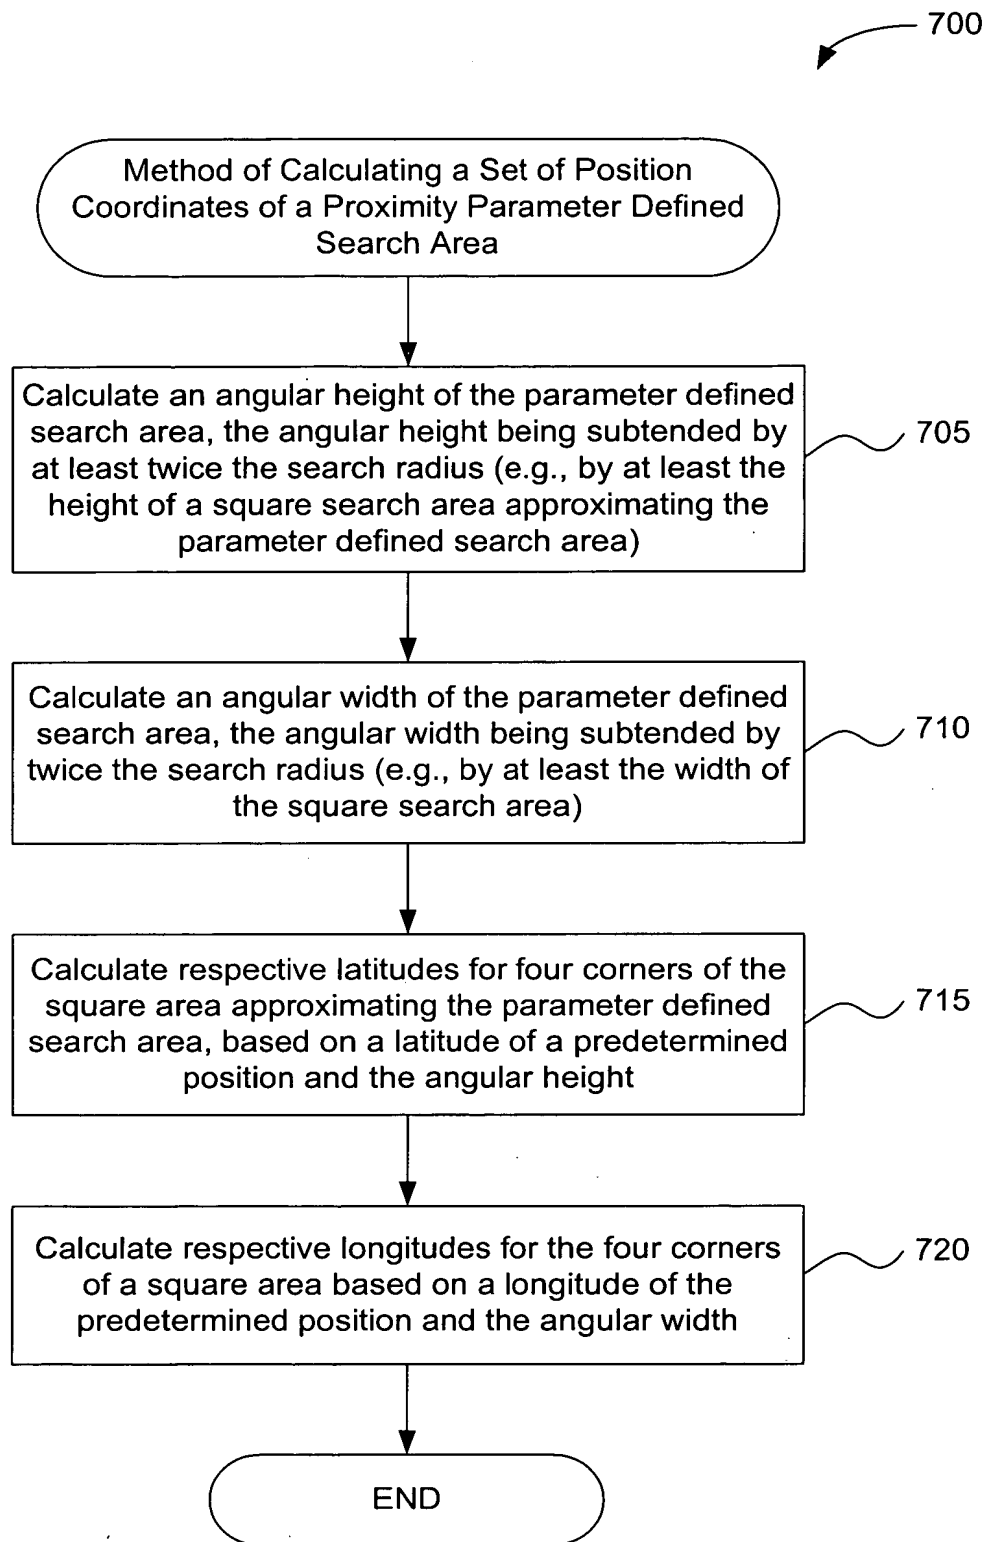 700
Method of Calculating a Set of Position
Coordinates of a Proximity Parameter Defined
Search Area
Calculate an angular height of the parameter defined
search area, the angular height being subtended by
at least twice the search radius (e.g., by at least the
height of a square search area approximating the
parameter defined search area)
705
Calculate an angular width of the parameter defined
search area, the angular width being subtended by
twice the search radius (e.g., by at least the width of
the square search area)
710
Calculate respective latitudes for four corners of the
square area approximating the parameter defined
search area, based on a latitude of a predetermined
position and the angular height
715
Calculate respective longitudes for the four corners
of a square area based on a longitude of the
predetermined position and the angular width
720
END